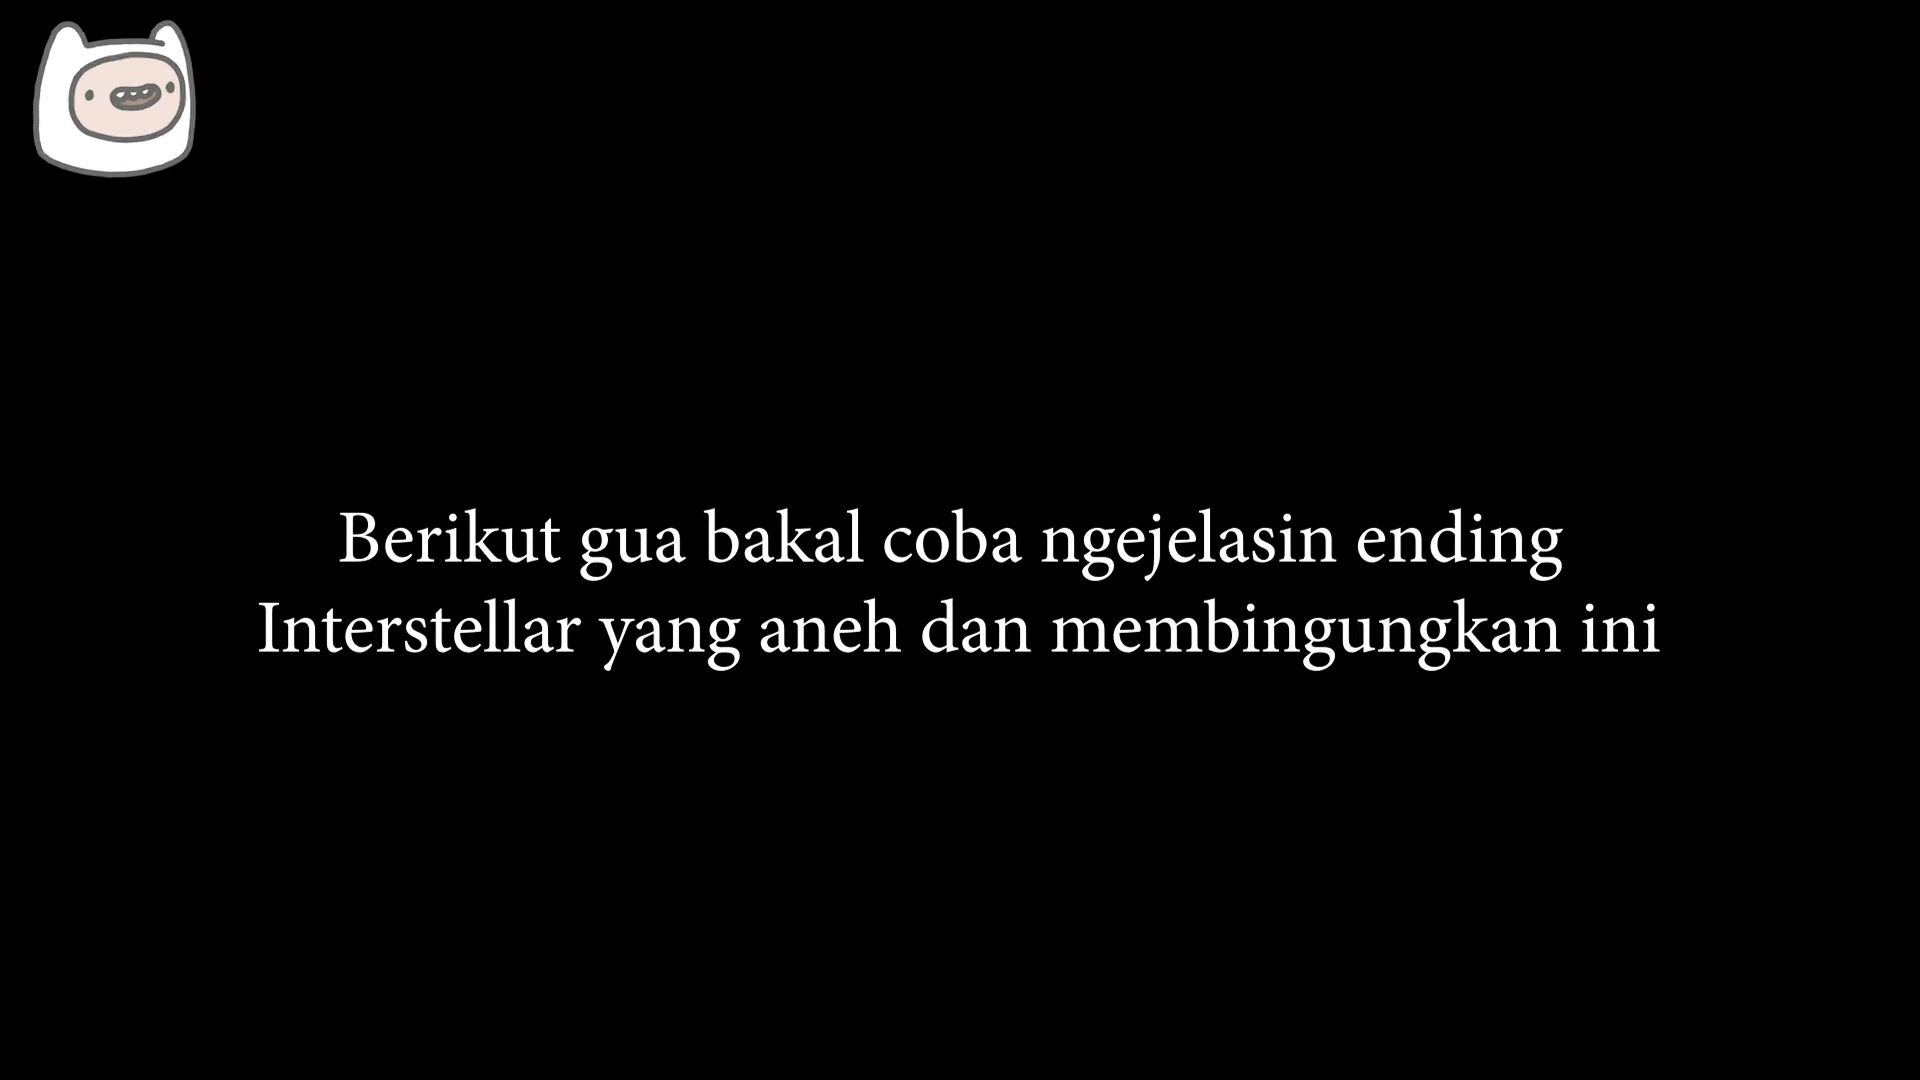 Berikut gua bakal coba ngejelasin ending
Interstellar yang aneh dan membingungkan ini